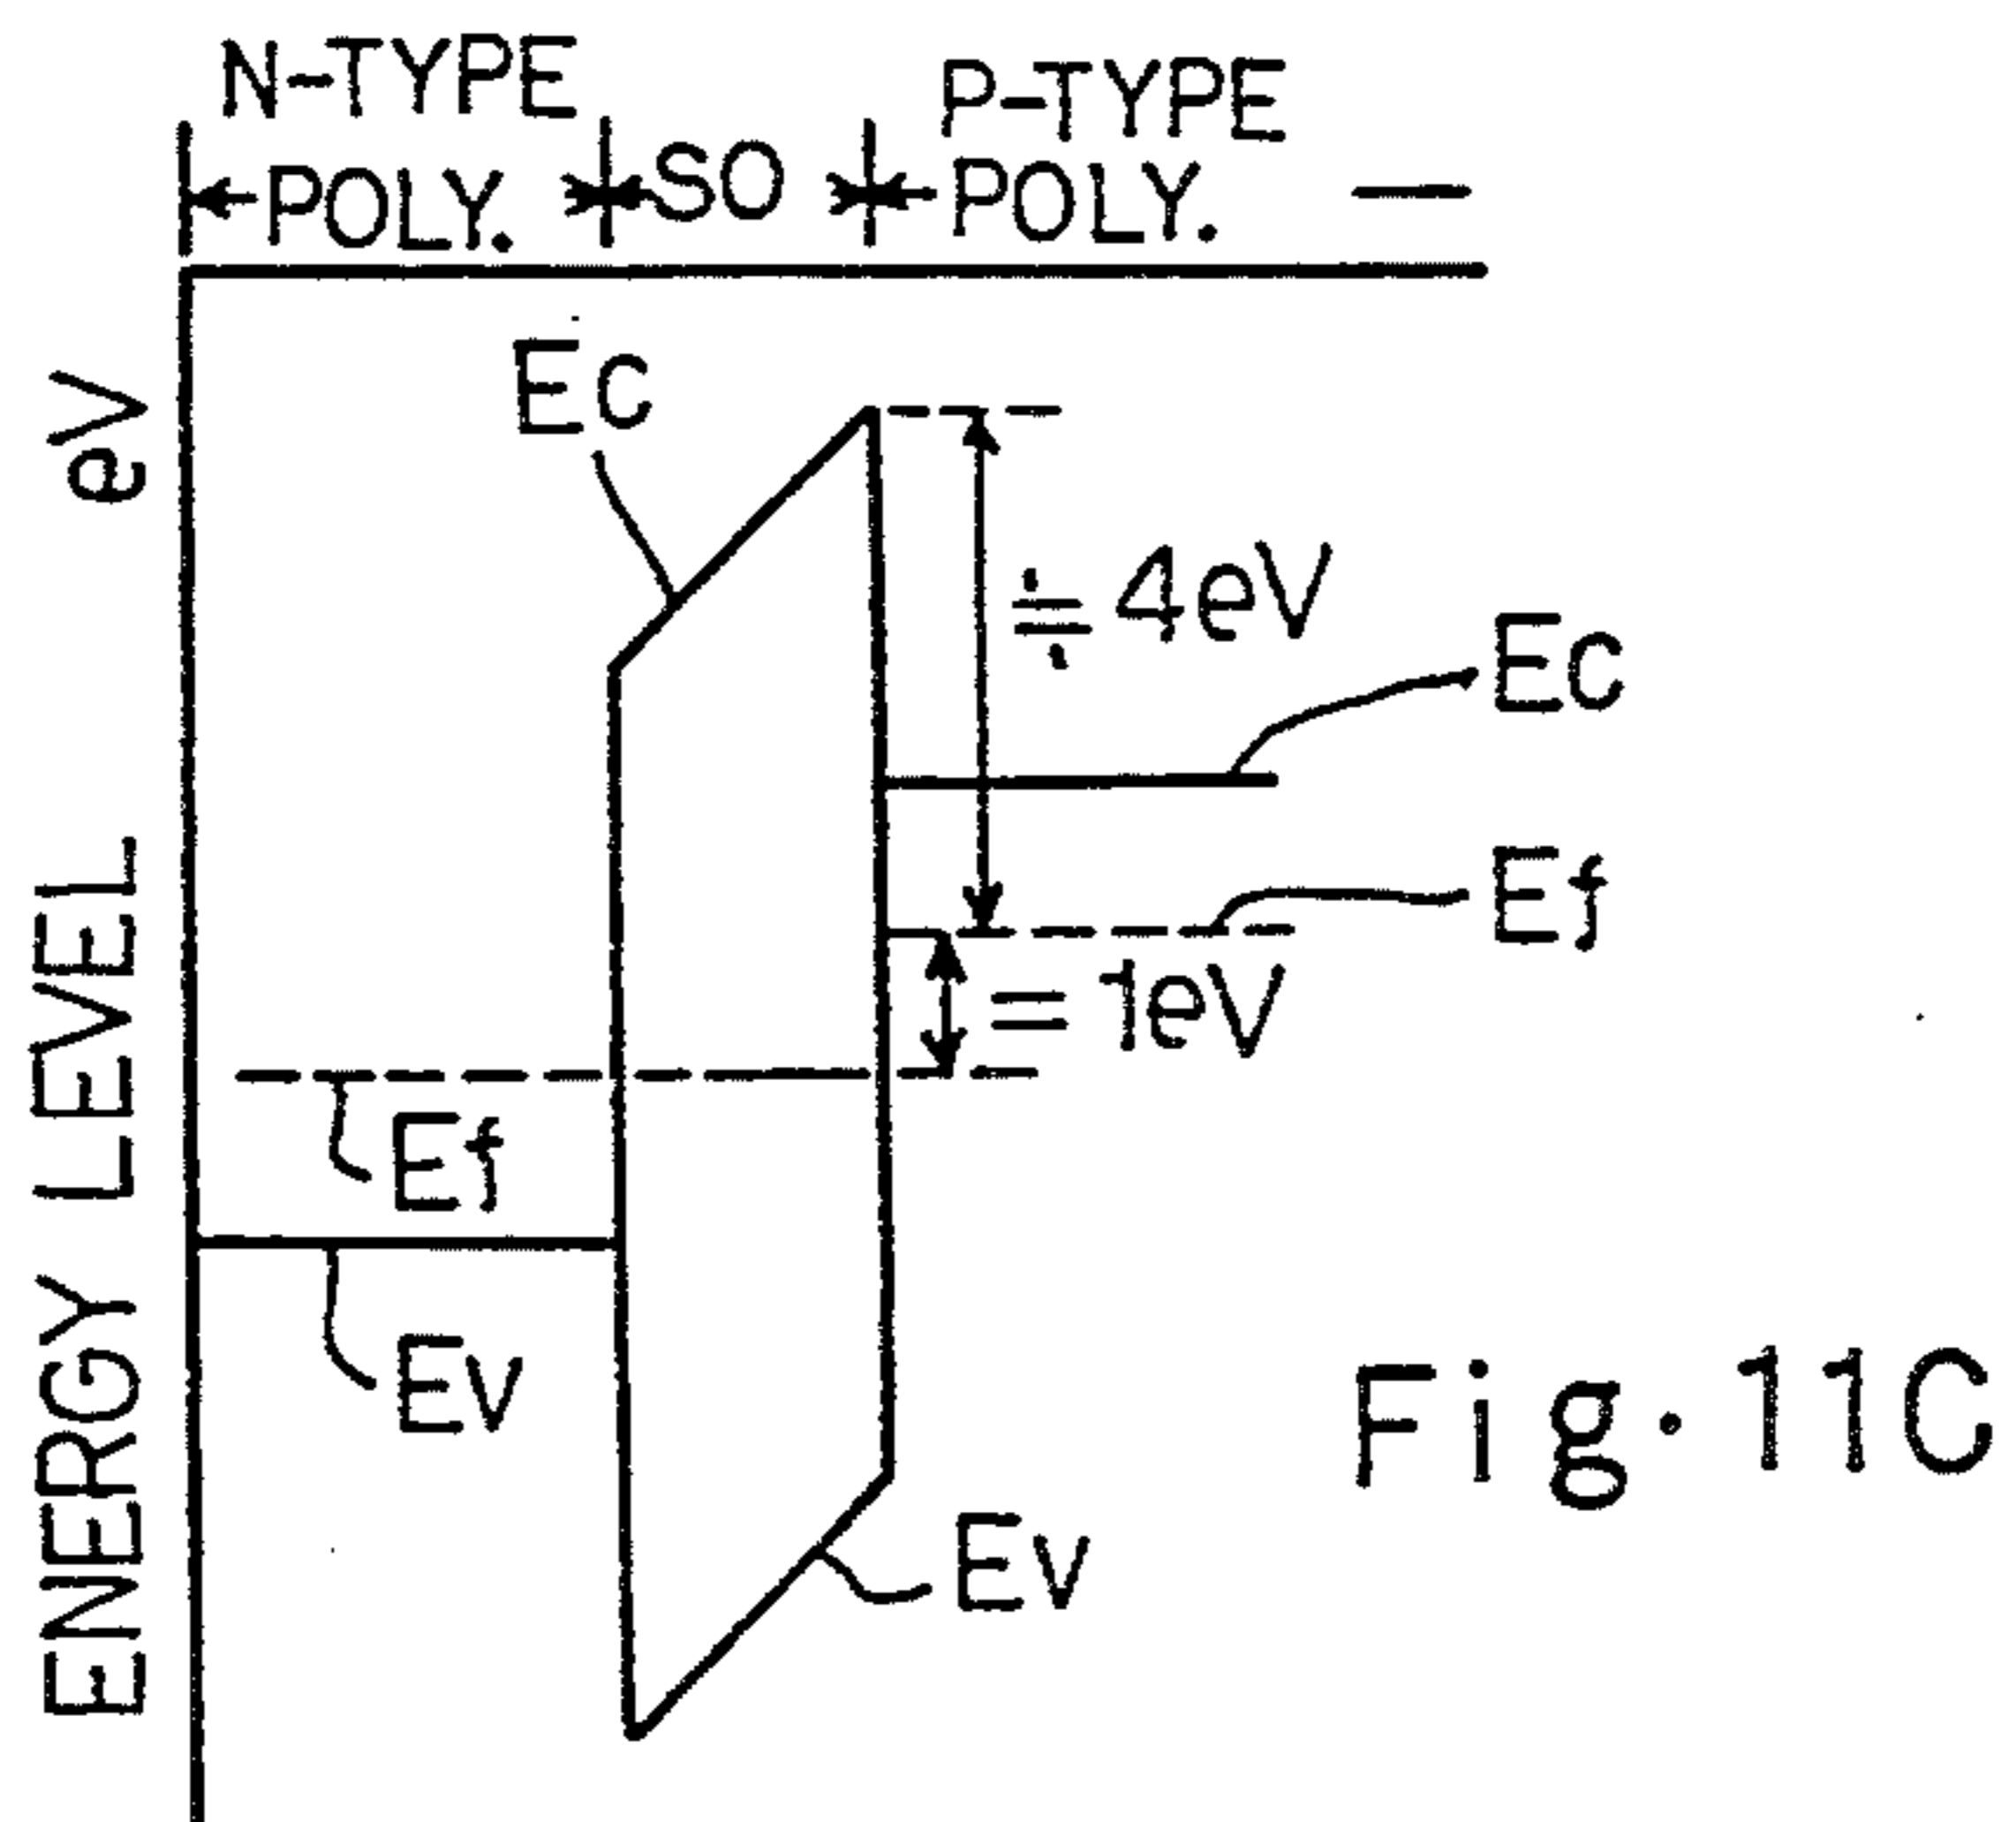 N-TYPE
POLY.
SO
P-TYPE
POLY.
—
ENERGY LEVEL eV
Ec
≒ 4eV
Ec
Ef
= 1eV
Ef
Ev
Ev
Fig. 11C